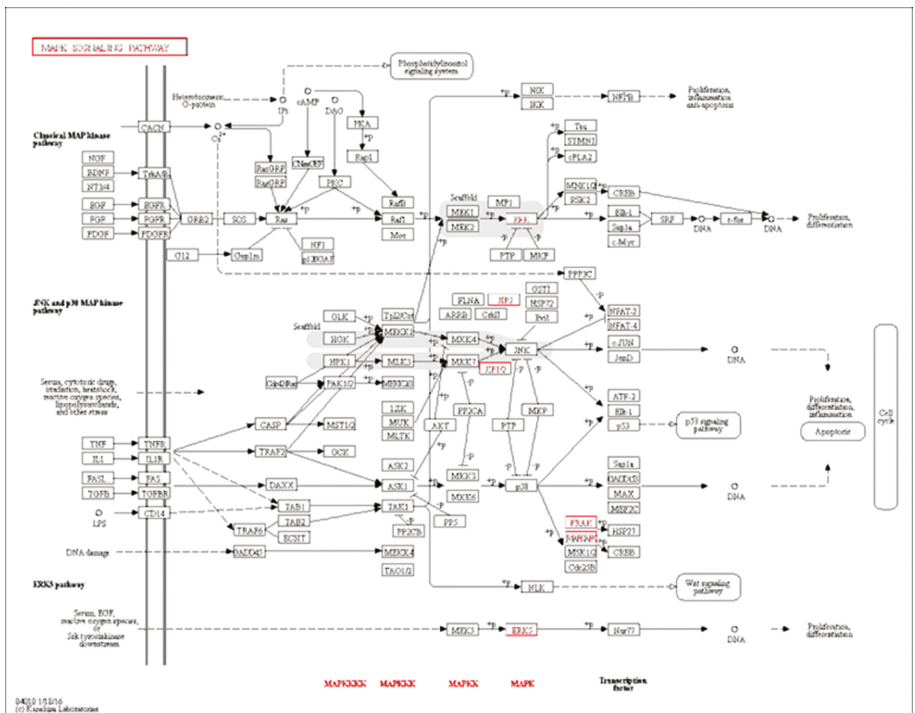 MAPK SIGNALING PATHWAY
Phosphatidylinositol
signaling system
Heterotrimeric
G-protein
IP3
cAMP
DAG
NIK
IKK
NFKB
Proliferation,
inflammation
anti-apoptosis
Classical MAP kinase
pathway
CACN
Ca2+
PKA
Rap1
RasGRF
RasGRP
CNasGEF
PKC
NGF
BDNF
NT3/4
TrkA/B
EGF
EGFR
FGF
FGFR
PDGF
PDGFR
GRB2
SOS
Ras
G12
Gap1m
NF1
p120GAP
RafB
Raf1
Mos
Scaffold
MP1
MEK1
MEK2
ERK
PTP
MKP
Tau
STMN1
cPLA2
MNK1/2
RSK2
CREB
Elk-1
Sap1a
c-Myc
SRF
DNA
c-fos
DNA
Proliferation,
differentiation
PPP3C
JNK and p38 MAP kinase
pathway
Scaffold
GLK
HGK
HPK1
Tpl2/Cot
MEKK1
MLK3
MEKK2/3
FLNA
JIP3
ARRB
CrkII
GST1
HSP72
Evi1
MKK4
MKK7
JNK
JIP1/2
NFAT-2
NFAT-4
c-JUN
JunD
DNA
ATF-2
Elk-1
p53
p53 signaling
pathway
Proliferation,
differentiation,
inflammation
Apoptosis
Cell
cycle
Serum, cytotoxic drugs,
irradiation, heatshock,
reactive oxygen species,
lipopolysaccharide,
and other stress
Cdc42/Rac
PAK1/2
LZK
MUK
MLTK
PP2CA
AKT
PTP
MKP
CASP
MST1/2
TRAF2
GCK
ASK2
ASK1
TNF
TNFR
IL1
IL1R
FASL
FAS
TGFB
TGFBR
LPS
CD14
DAXX
TAB1
TAB2
ECSIT
TRAF6
TAK1
PP2CB
PP5
MKK3
MKK6
p38
Sap1a
GADD153
MAX
MEF2C
DNA
PRAK
MAPKAPK
HSP27
MSK1/2
CREB
Cdc25B
DNA damage
GADD45
MEKK4
TAO1/2
NLK
Wnt signaling
pathway
ERK5 pathway
Serum, EGF,
reactive oxygen species,
or
Src tyrosine kinase
downstream
MEK5
ERK5
Nur77
DNA
Proliferation,
differentiation
MAPKKKK
MAPKKK
MAPKK
MAPK
Transcription
factor
04010 1/18/16
(c) Kanehisa Laboratories